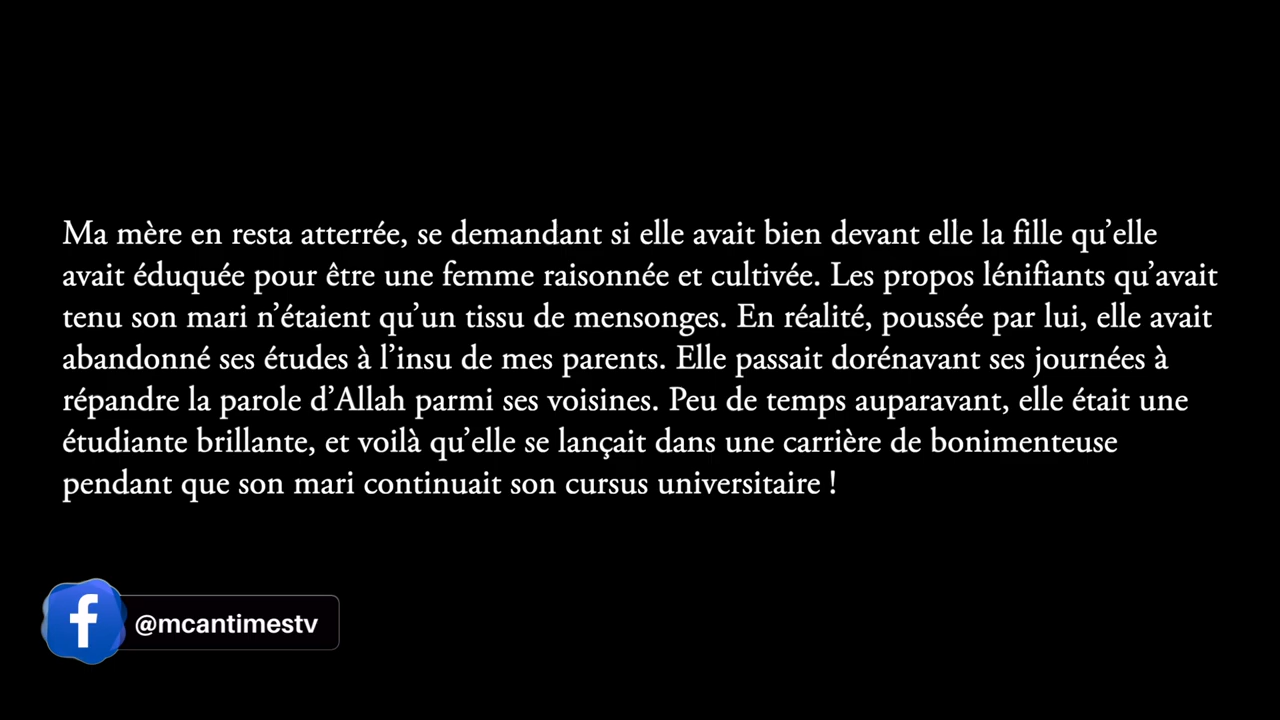 Ma mère en resta atterrée, se demandant si elle avait bien devant elle la fille qu’elle
avait éduquée pour être une femme raisonnée et cultivée. Les propos lénifiants qu’avait
tenu son mari n’étaient qu’un tissu de mensonges. En réalité, poussée par lui, elle avait
abandonné ses études à l’insu de mes parents. Elle passait dorénavant ses journées à
répandre la parole d’Allah parmi ses voisines. Peu de temps auparavant, elle était une
étudiante brillante, et voilà qu’elle se lançait dans une carrière de bonimenteuse
pendant que son mari continuait son cursus universitaire !
@mcantimestv